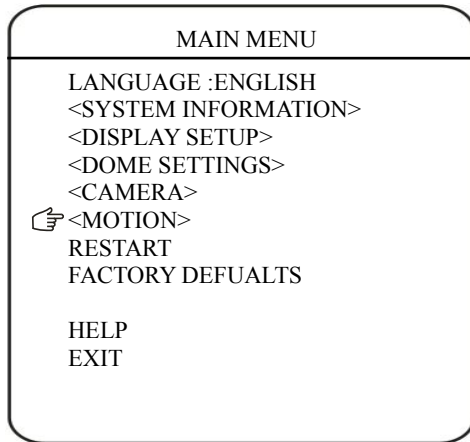 MAIN MENU
LANGUAGE :ENGLISH
<SYSTEM INFORMATION>
<DISPLAY SETUP>
<DOME SETTINGS>
<CAMERA>
<MOTION>
RESTART
FACTORY DEFUALTS
HELP
EXIT